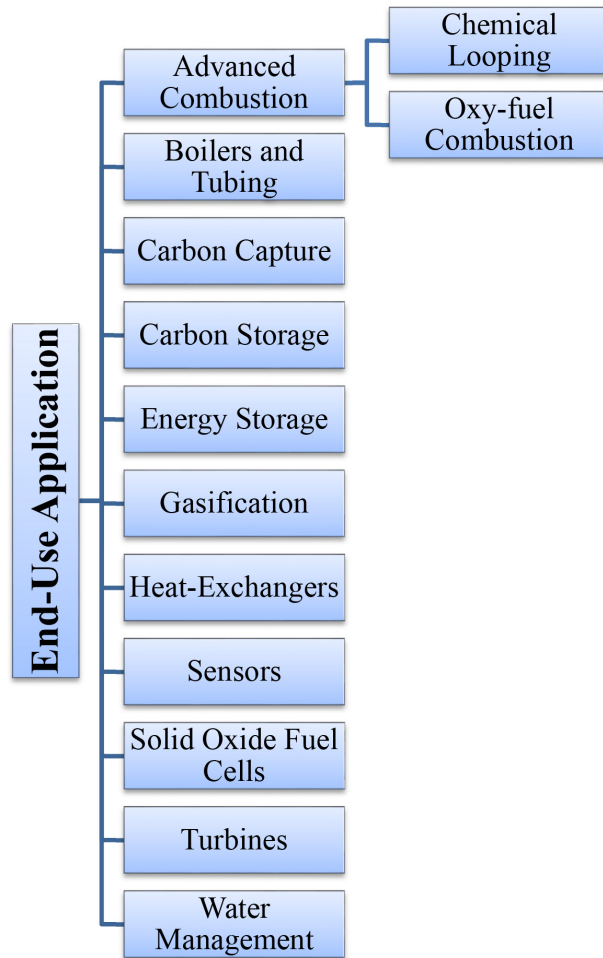 End-Use Application
Advanced
Combustion
Chemical
Looping
Oxy-fuel
Combustion
Boilers and
Tubing
Carbon Capture
Carbon Storage
Energy Storage
Gasification
Heat-Exchangers
Sensors
Solid Oxide Fuel
Cells
Turbines
Water
Management